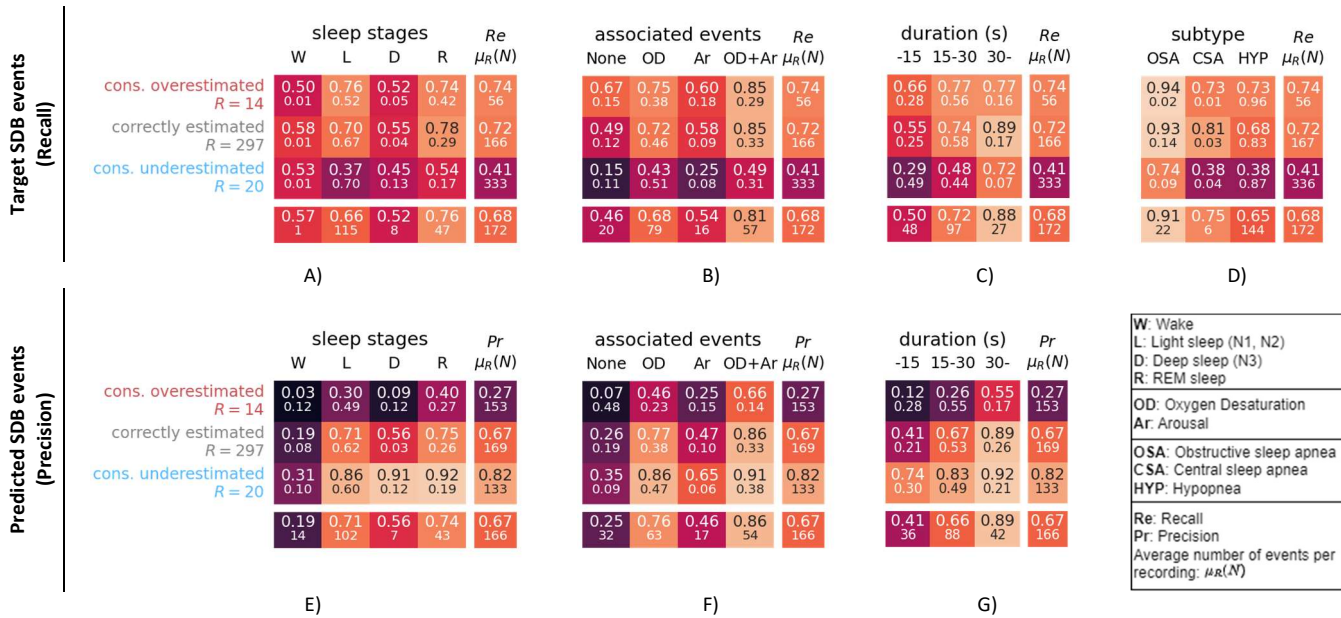 sleep stages Re
W L D R μR(N)
associated events Re
None OD Ar OD+Ar μR(N)
duration (s) Re
-15 15-30 30- μR(N)
subtype Re
OSA CSA HYP μR(N)
Target SDB events
(Recall)
cons. overestimated
R = 14
0.50 0.76 0.52 0.74 0.74
0.01 0.52 0.05 0.42 56
0.67 0.75 0.60 0.85 0.74
0.15 0.38 0.18 0.29 56
0.66 0.77 0.77 0.74
0.28 0.56 0.16 56
0.94 0.73 0.73 0.74
0.02 0.01 0.96 56
correctly estimated
R = 297
0.58 0.70 0.55 0.78 0.72
0.01 0.67 0.04 0.29 166
0.49 0.72 0.58 0.85 0.72
0.12 0.46 0.09 0.33 166
0.55 0.74 0.89 0.72
0.25 0.58 0.17 166
0.93 0.81 0.68 0.72
0.14 0.03 0.83 167
cons. underestimated
R = 20
0.53 0.37 0.45 0.54 0.41
0.01 0.70 0.13 0.17 333
0.15 0.43 0.25 0.49 0.41
0.11 0.51 0.08 0.31 333
0.29 0.48 0.72 0.41
0.49 0.44 0.07 333
0.74 0.38 0.38 0.41
0.09 0.04 0.87 336
0.57 0.66 0.52 0.76 0.68
1 115 8 47 172
0.46 0.68 0.54 0.81 0.68
20 79 16 57 172
0.50 0.72 0.88 0.68
48 97 27 172
0.91 0.75 0.65 0.68
22 6 144 172
A)
B)
C)
D)
sleep stages Pr
W L D R μR(N)
associated events Pr
None OD Ar OD+Ar μR(N)
duration (s) Pr
-15 15-30 30- μR(N)
Predicted SDB events
(Precision)
cons. overestimated
R = 14
0.03 0.30 0.09 0.40 0.27
0.12 0.49 0.12 0.27 153
0.07 0.46 0.25 0.66 0.27
0.48 0.23 0.15 0.14 153
0.12 0.26 0.55 0.27
0.28 0.55 0.17 153
correctly estimated
R = 297
0.19 0.71 0.56 0.75 0.67
0.08 0.62 0.03 0.26 169
0.26 0.77 0.47 0.86 0.67
0.19 0.38 0.10 0.33 169
0.41 0.67 0.89 0.67
0.21 0.53 0.26 169
cons. underestimated
R = 20
0.31 0.86 0.91 0.92 0.82
0.10 0.60 0.12 0.19 133
0.35 0.86 0.65 0.91 0.82
0.09 0.47 0.06 0.38 133
0.74 0.83 0.92 0.82
0.30 0.49 0.21 133
0.19 0.71 0.56 0.74 0.67
14 102 7 43 166
0.25 0.76 0.46 0.86 0.67
32 63 17 54 166
0.41 0.66 0.89 0.67
36 88 42 166
E)
F)
G)
W: Wake
L: Light sleep (N1, N2)
D: Deep sleep (N3)
R: REM sleep
OD: Oxygen Desaturation
Ar: Arousal
OSA: Obstructive sleep apnea
CSA: Central sleep apnea
HYP: Hypopnea
Re: Recall
Pr: Precision
Average number of events per
recording: μR(N)